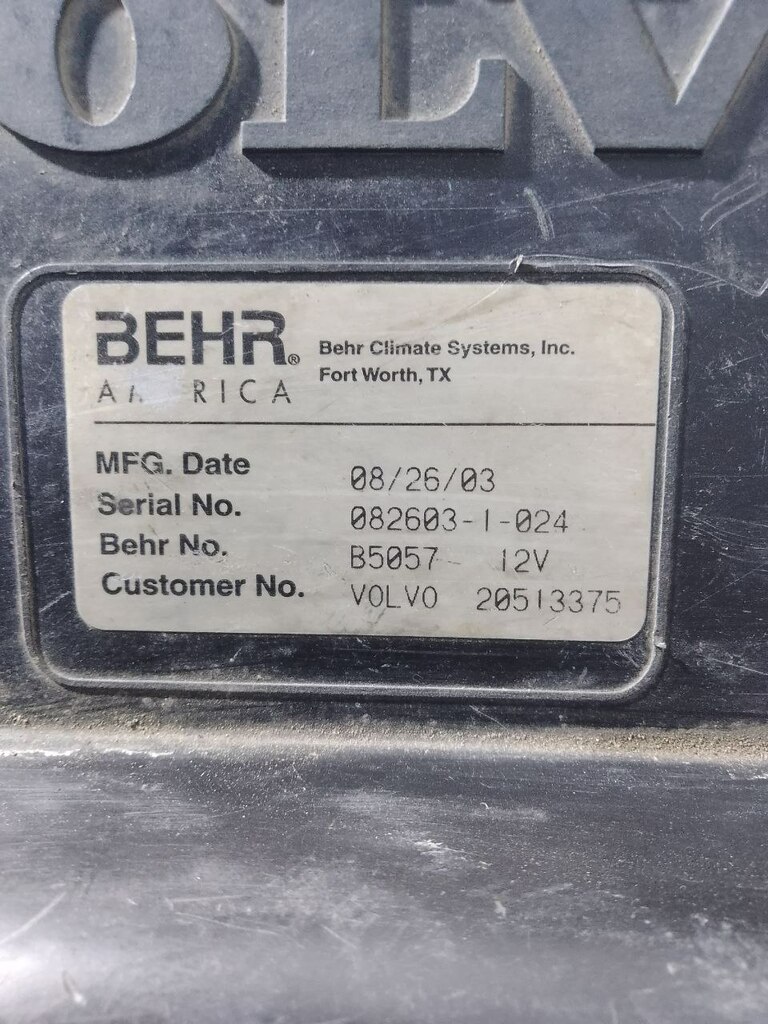 OLV
BEHR®
Behr Climate Systems, Inc.
Fort Worth, TX
MFG. Date 08/26/03
Serial No. 082603-1-024
Behr No. B5057 12V
Customer No. VOLVO 20513375